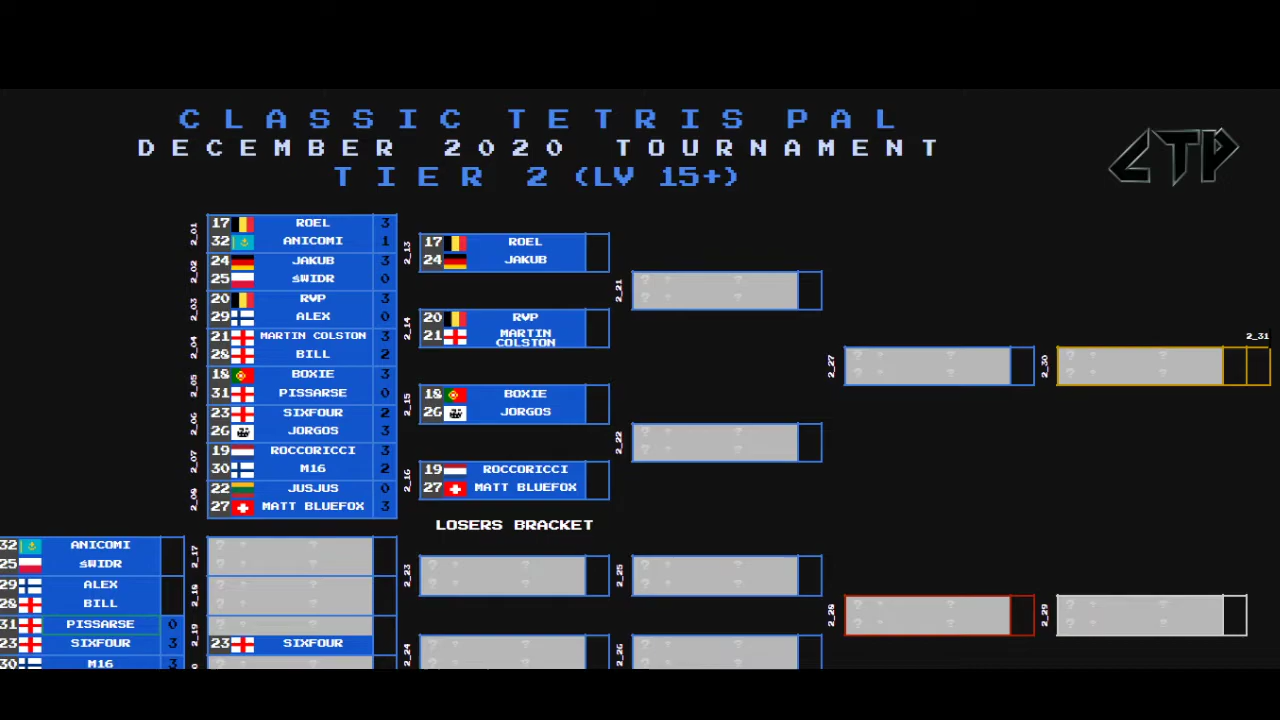 CLASSIC TETRIS PAL
DECEMBER 2020 TOURNAMENT
TIER 2 (LV 15+)
CTP
2_01
17 ROEL 3
32 ANICOMI 1
2_02
24 JAKUB 3
25 ŚWIDR 0
2_03
20 RVP 3
29 ALEX 0
2_04
21 MARTIN COLSTON 3
28 BILL 2
2_05
18 BOXIE 3
31 PISSARSE 0
2_06
23 SIXFOUR 2
26 JORGOS 3
2_07
19 ROCCORICCI 3
30 M16 2
2_08
22 JUSJUS 0
27 MATT BLUEFOX 3
2_13
17 ROEL
24 JAKUB
2_14
20 RVP
21 MARTIN
COLSTON
2_15
18 BOXIE
26 JORGOS
2_16
19 ROCCORICCI
27 MATT BLUEFOX
2_21
? ?
? ?
2_22
? ?
? ?
2_27
? ?
? ?
2_30
2_31
? ?
? ?
LOSERS BRACKET
32 ANICOMI
25 ŚWIDR
29 ALEX
28 BILL
31 PISSARSE 0
23 SIXFOUR 3
30 M16 3
2_17
? ?
? ?
2_18
? ?
? ?
2_19
? ?
23 SIXFOUR
? ?
2_23
? ?
? ?
2_24
? ?
? ?
2_25
? ?
? ?
2_26
? ?
? ?
2_28
? ?
? ?
2_29
? ?
? ?